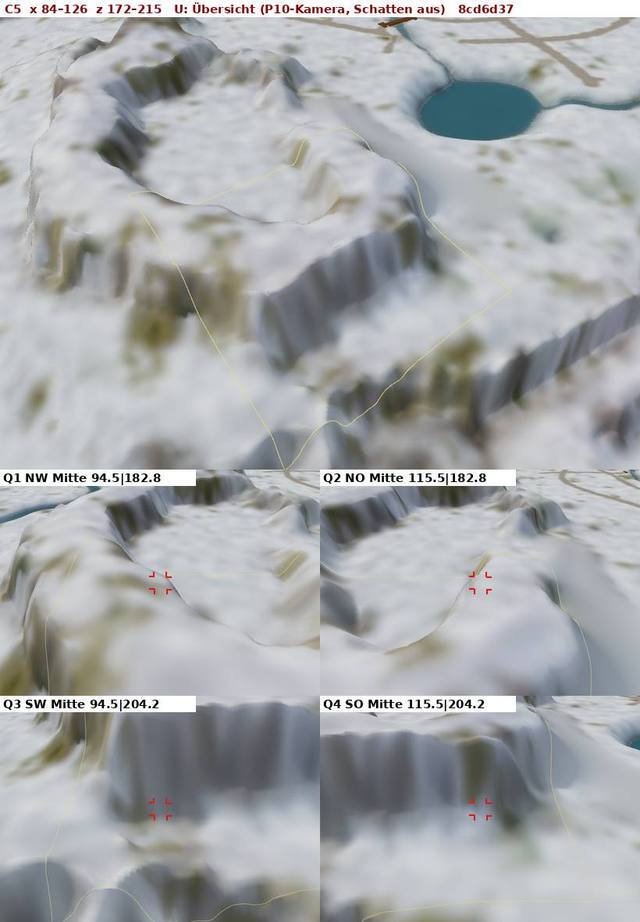 C5 x 84–126 z 172–215 U: Übersicht (P10-Kamera, Schatten aus) 8cd6d37
Q1 NW Mitte 94.5|182.8
Q2 NO Mitte 115.5|182.8
Q3 SW Mitte 94.5|204.2
Q4 SO Mitte 115.5|204.2